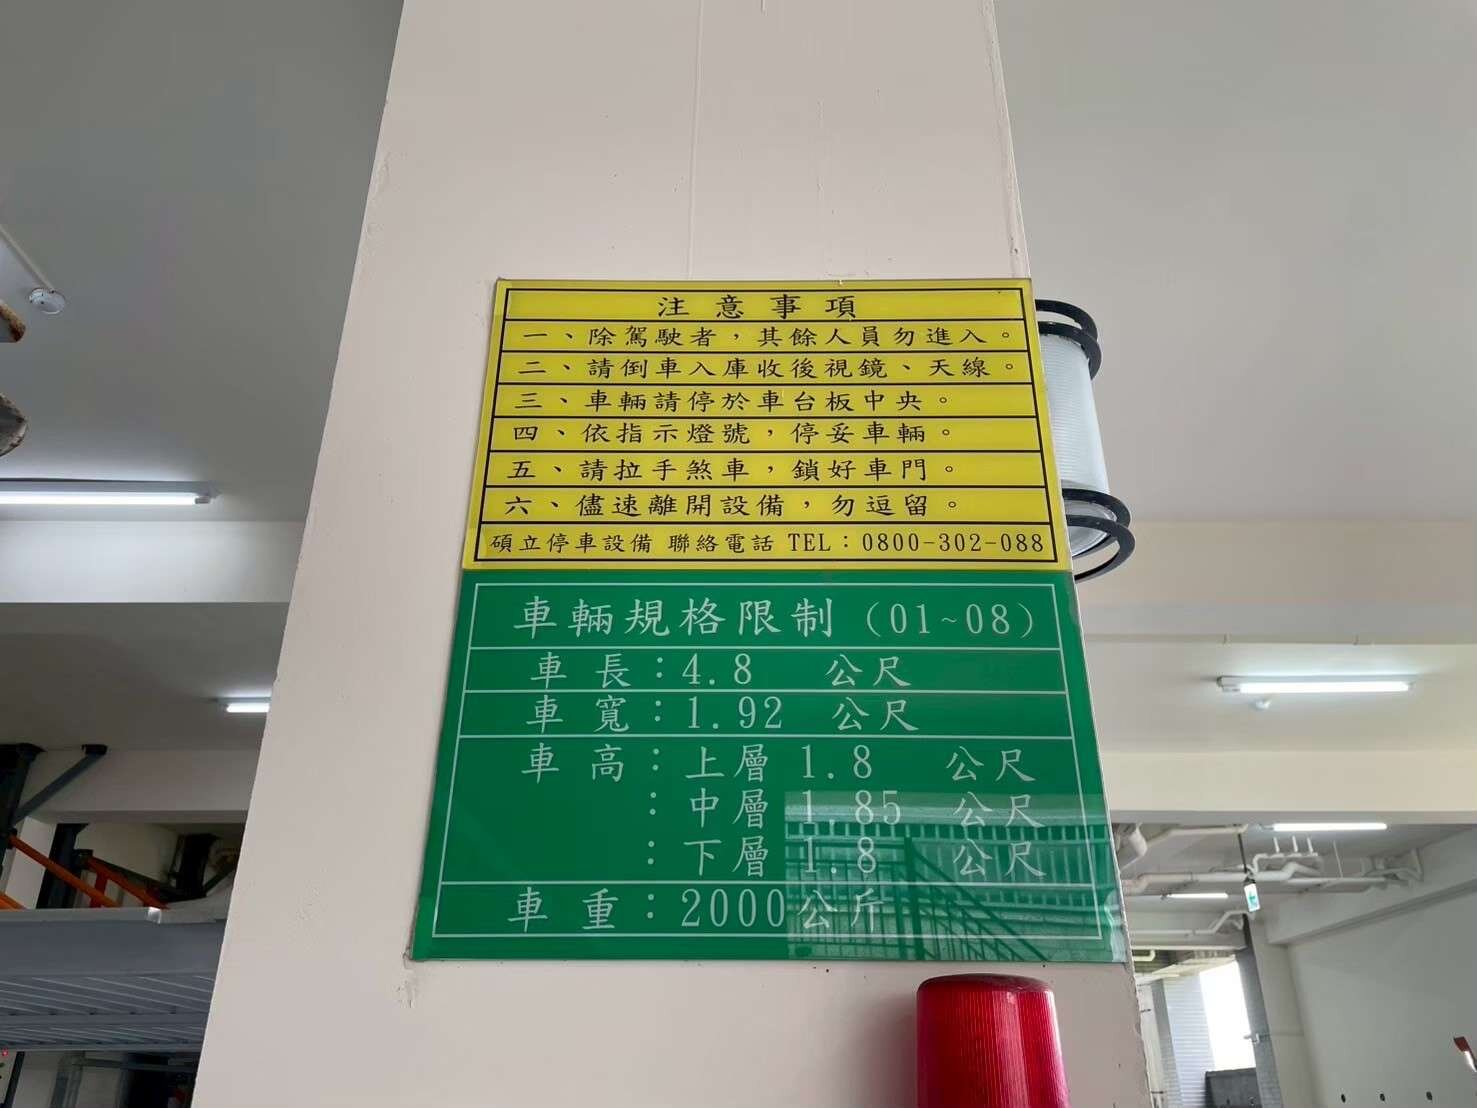 注意事項
一、除駕駛者，其餘人員勿進入。
二、請倒車入庫收後視鏡、天線。
三、車輛請停於車台板中央。
四、依指示燈號，停妥車輛。
五、請拉手煞車，鎖好車門。
六、儘速離開設備，勿逗留。
碩立停車設備 聯絡電話 TEL：0800-302-088
車輛規格限制（01~08）
車長：4.8 公尺
車寬：1.92 公尺
車高：上層 1.8 公尺
：中層 1.85 公尺
：下層 1.8 公尺
車重：2000公斤